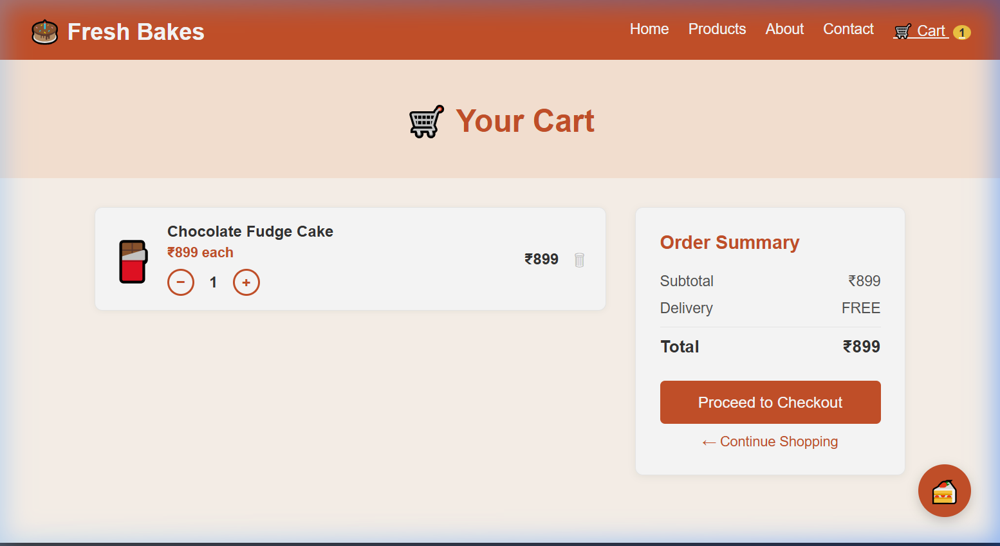 Fresh Bakes
Home Products About Contact Cart 1
Your Cart
Chocolate Fudge Cake
₹899 each
− 1 +
₹899
Order Summary
Subtotal ₹899
Delivery FREE
Total ₹899
Proceed to Checkout
← Continue Shopping